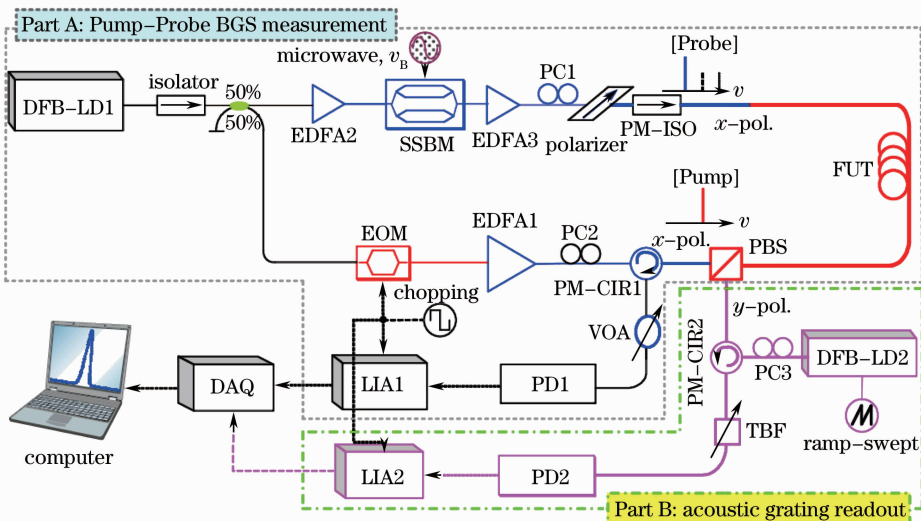 Part A: Pump–Probe BGS measurement
microwave, νB
[Probe]
isolator
50%
PC1
ν
DFB-LD1
50%
EDFA2
SSBM
EDFA3
polarizer
PM-ISO
x-pol.
FUT
[Pump]
ν
EOM
EDFA1
PC2
x-pol.
PBS
chopping
PM-CIR1
y-pol.
VOA
PM-CIR2
PC3
DFB-LD2
DAQ
LIA1
PD1
TBF
ramp-swept
computer
LIA2
PD2
Part B: acoustic grating readout